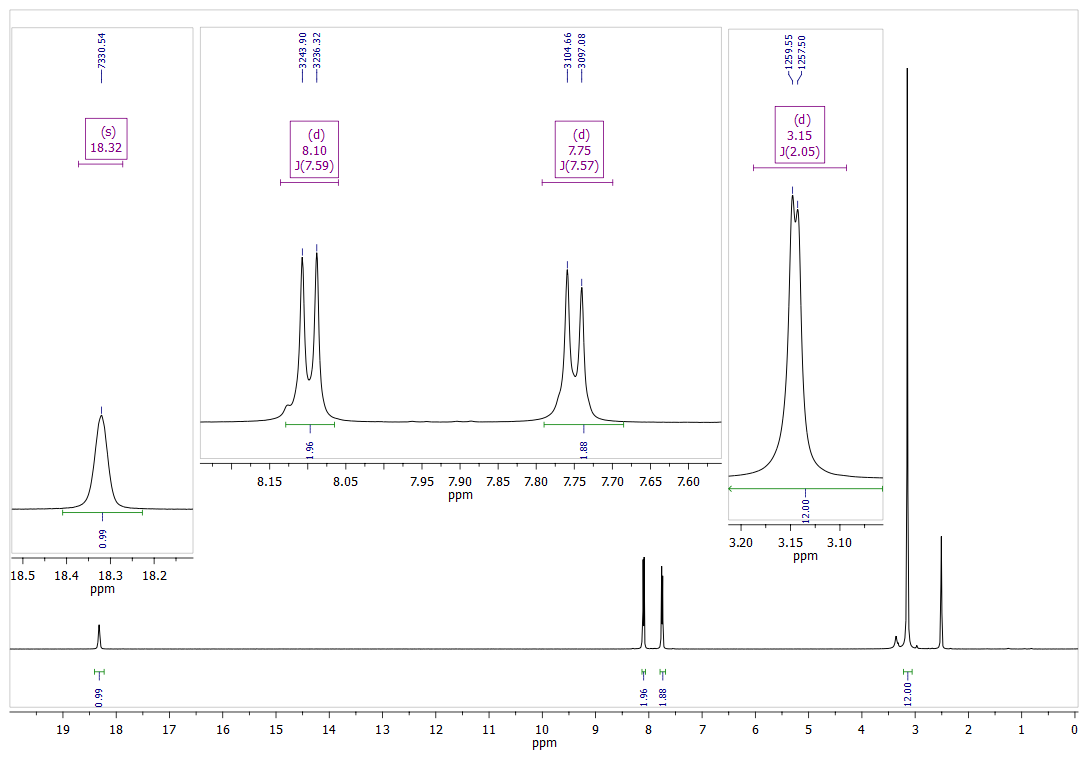 7330.54
(s)
18.32
0.99
18.5 18.4 18.3 18.2
ppm
3243.90
3236.32
3104.66
3097.08
(d)
8.10
J(7.59)
(d)
7.75
J(7.57)
1.96
1.88
8.15 8.05 7.95 7.90 7.85 7.80 7.75 7.70 7.65 7.60
ppm
1259.55
1257.50
(d)
3.15
J(2.05)
12.00
3.20 3.15 3.10
ppm
0.99
1.96
1.88
12.00
19 18 17 16 15 14 13 12 11 10 9 8 7 6 5 4 3 2 1 0
ppm